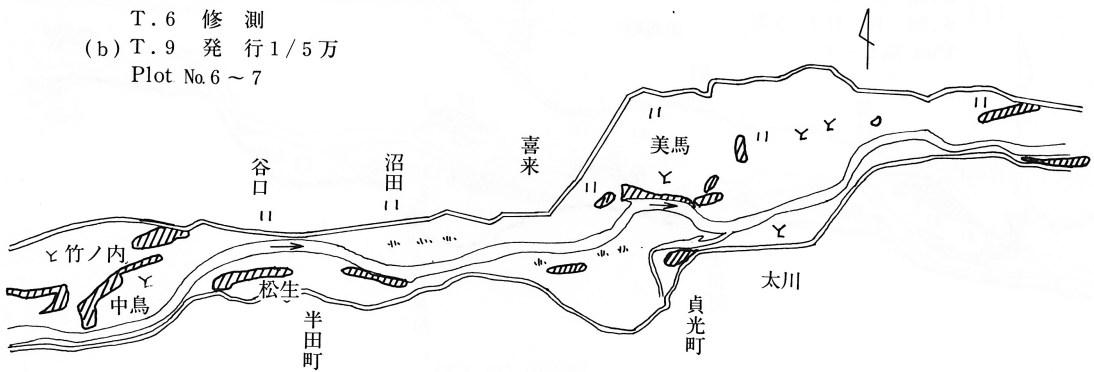 T.6 修測
(b) T.9 発行1/5万
Plot No.6～7
喜来
美馬
沼田
谷口
竹ノ内
中鳥
松生
半田町
貞光町
太川